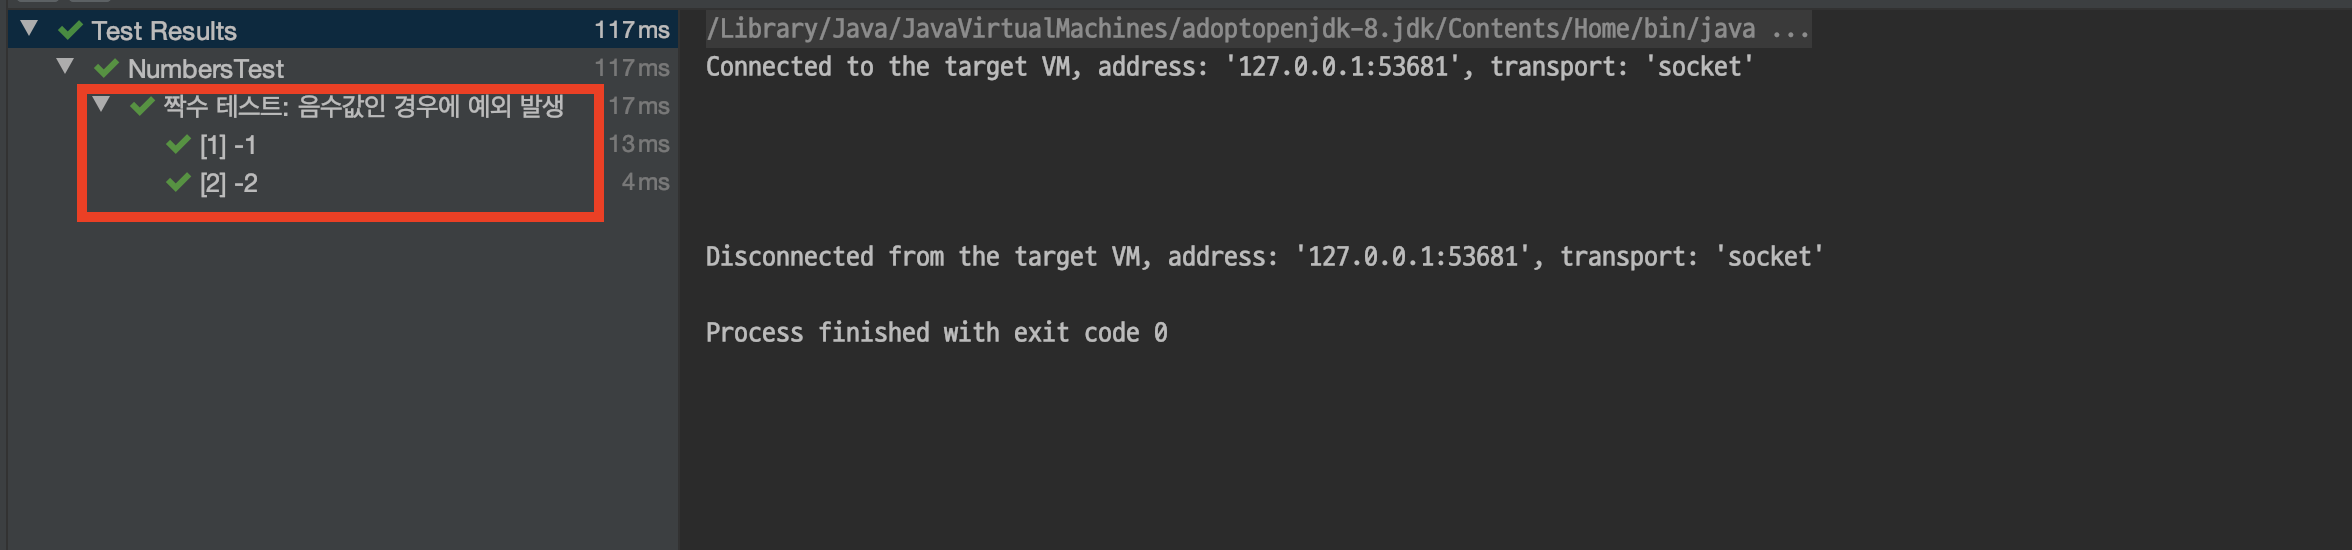 Test Results 117 ms
NumbersTest 117 ms
짝수 테스트: 음수값인 경우에 예외 발생 17 ms
[1] -1 13 ms
[2] -2 4 ms
/Library/Java/JavaVirtualMachines/adoptopenjdk-8.jdk/Contents/Home/bin/java ...
Connected to the target VM, address: '127.0.0.1:53681', transport: 'socket'
Disconnected from the target VM, address: '127.0.0.1:53681', transport: 'socket'
Process finished with exit code 0